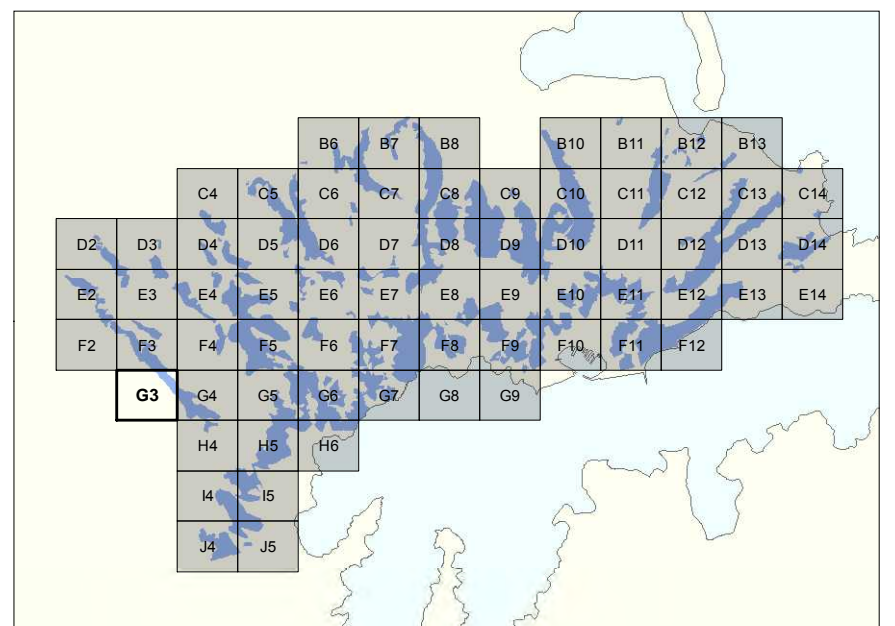 B6 B7 B8 B10 B11 B12 B13
C4 C5 C6 C7 C8 C9 C10 C11 C12 C13 C14
D2 D3 D4 D5 D6 D7 D8 D9 D10 D11 D12 D13 D14
E2 E3 E4 E5 E6 E7 E8 E9 E10 E11 E12 E13 E14
F2 F3 F4 F5 F6 F7 F8 F9 F10 F11 F12
G3 G4 G5 G6 G7 G8 G9
H4 H5 H6
I4 I5
J4 J5